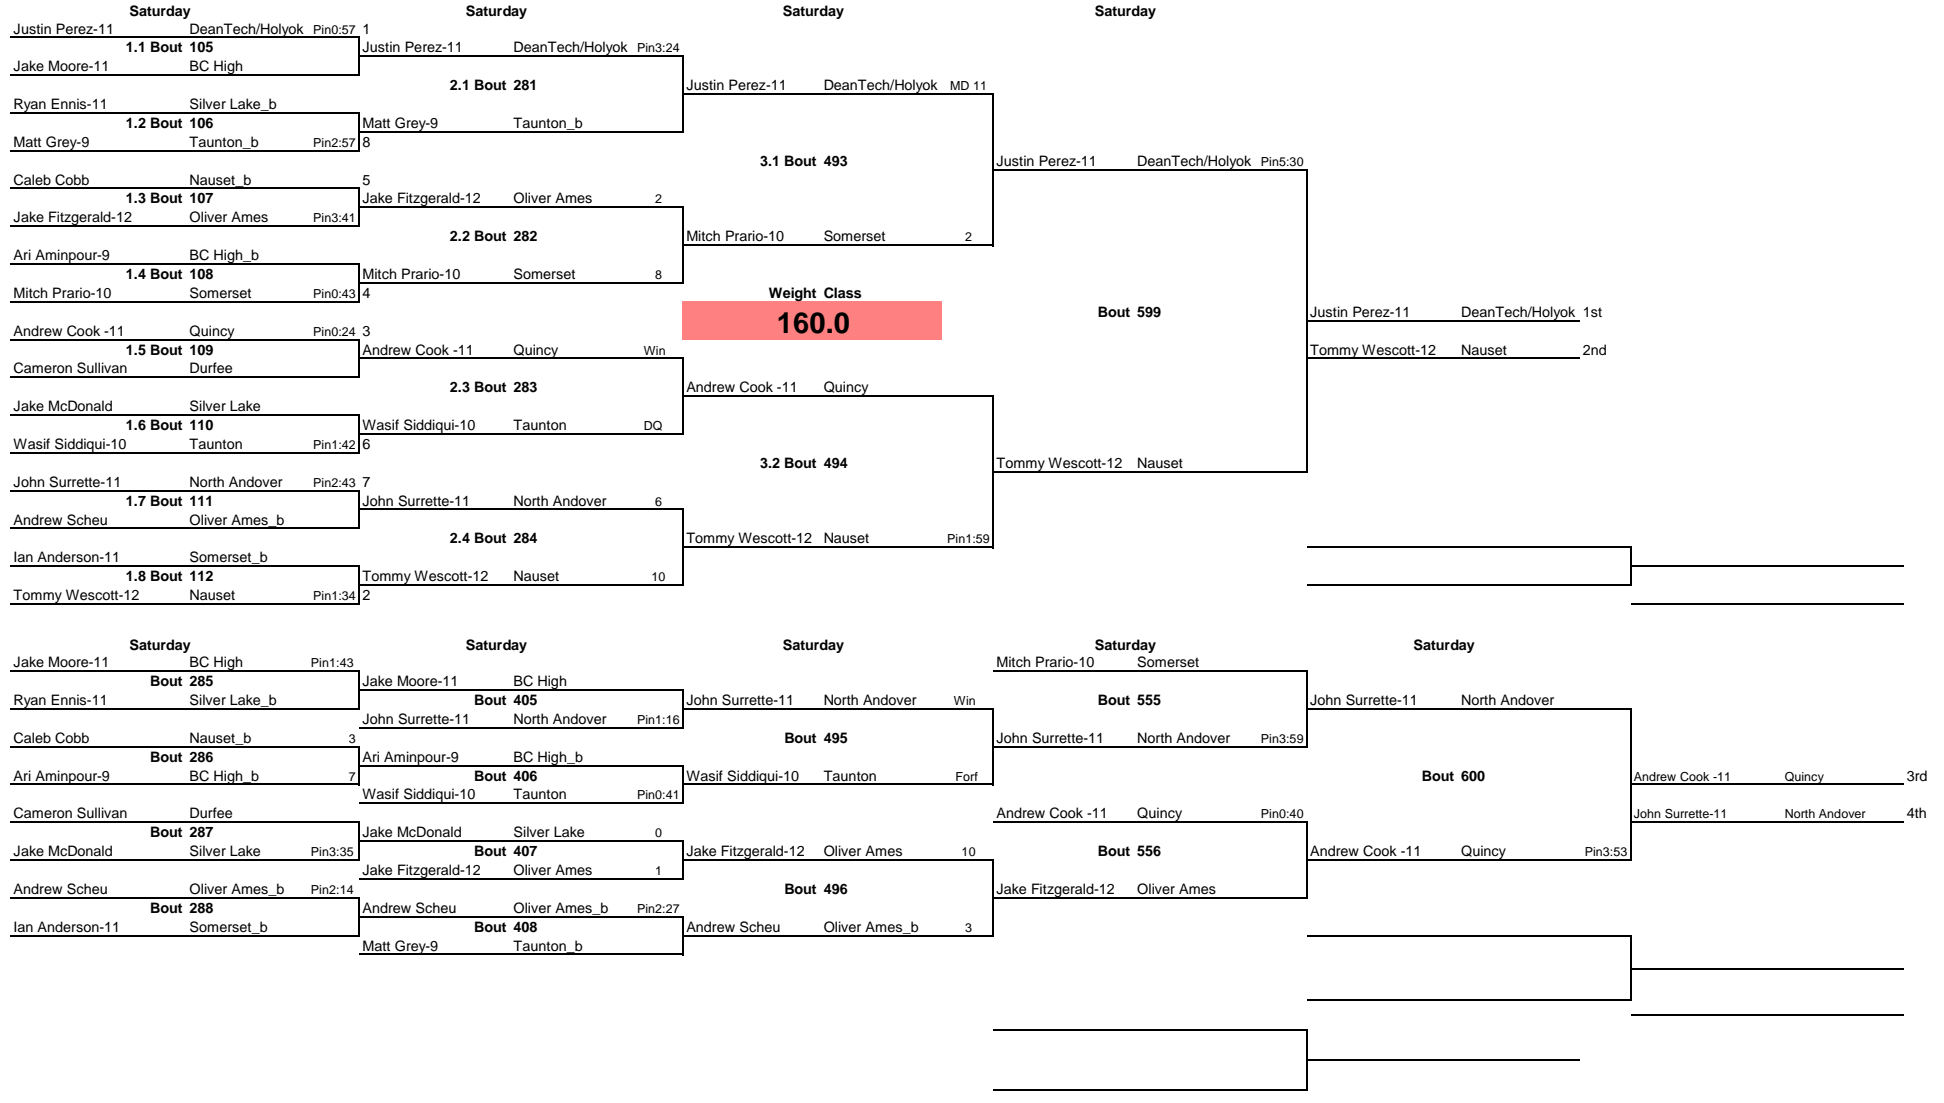 Saturday Saturday Saturday Saturday
Justin Perez-11 DeanTech/Holyok Pin0:57 1
1.1 Bout 105 Justin Perez-11 DeanTech/Holyok Pin3:24
Jake Moore-11 BC High
2.1 Bout 281 Justin Perez-11 DeanTech/Holyok MD 11
Ryan Ennis-11 Silver Lake_b
1.2 Bout 106 Matt Grey-9 Taunton_b
Matt Grey-9 Taunton_b Pin2:57 8
3.1 Bout 493 Justin Perez-11 DeanTech/Holyok Pin5:30
Caleb Cobb Nauset_b 5
1.3 Bout 107 Jake Fitzgerald-12 Oliver Ames 2
Jake Fitzgerald-12 Oliver Ames Pin3:41
2.2 Bout 282 Mitch Prario-10 Somerset 2
Ari Aminpour-9 BC High_b
1.4 Bout 108 Mitch Prario-10 Somerset 8
Mitch Prario-10 Somerset Pin0:43 4 Weight Class
Bout 599 Justin Perez-11 DeanTech/Holyok 1st
160.0
Andrew Cook -11 Quincy Pin0:24 3
1.5 Bout 109 Andrew Cook -11 Quincy Win Tommy Wescott-12 Nauset 2nd
Cameron Sullivan Durfee
2.3 Bout 283 Andrew Cook -11 Quincy
Jake McDonald Silver Lake
1.6 Bout 110 Wasif Siddiqui-10 Taunton DQ
Wasif Siddiqui-10 Taunton Pin1:42 6
3.2 Bout 494 Tommy Wescott-12 Nauset
John Surrette-11 North Andover Pin2:43 7
1.7 Bout 111 John Surrette-11 North Andover 6
Andrew Scheu Oliver Ames_b
2.4 Bout 284 Tommy Wescott-12 Nauset Pin1:59
Ian Anderson-11 Somerset_b
1.8 Bout 112 Tommy Wescott-12 Nauset 10
Tommy Wescott-12 Nauset Pin1:34 2
Saturday Saturday Saturday Saturday Saturday
Jake Moore-11 BC High Pin1:43 Mitch Prario-10 Somerset
Bout 285 Jake Moore-11 BC High
Ryan Ennis-11 Silver Lake_b Bout 405 John Surrette-11 North Andover Win Bout 555 John Surrette-11 North Andover
John Surrette-11 North Andover Pin1:16
Caleb Cobb Nauset_b 3 Bout 495 John Surrette-11 North Andover Pin3:59
Bout 286 Ari Aminpour-9 BC High_b
Ari Aminpour-9 BC High_b 7 Bout 406 Wasif Siddiqui-10 Taunton Forf Bout 600 Andrew Cook -11 Quincy 3rd
Wasif Siddiqui-10 Taunton Pin0:41
Cameron Sullivan Durfee Andrew Cook -11 Quincy Pin0:40 John Surrette-11 North Andover 4th
Bout 287 Jake McDonald Silver Lake 0
Jake McDonald Silver Lake Pin3:35 Bout 407 Jake Fitzgerald-12 Oliver Ames 10 Bout 556 Andrew Cook -11 Quincy Pin3:53
Jake Fitzgerald-12 Oliver Ames 1
Andrew Scheu Oliver Ames_b Pin2:14 Bout 496 Jake Fitzgerald-12 Oliver Ames
Bout 288 Andrew Scheu Oliver Ames_b Pin2:27
Ian Anderson-11 Somerset_b Bout 408 Andrew Scheu Oliver Ames_b 3
Matt Grey-9 Taunton_b